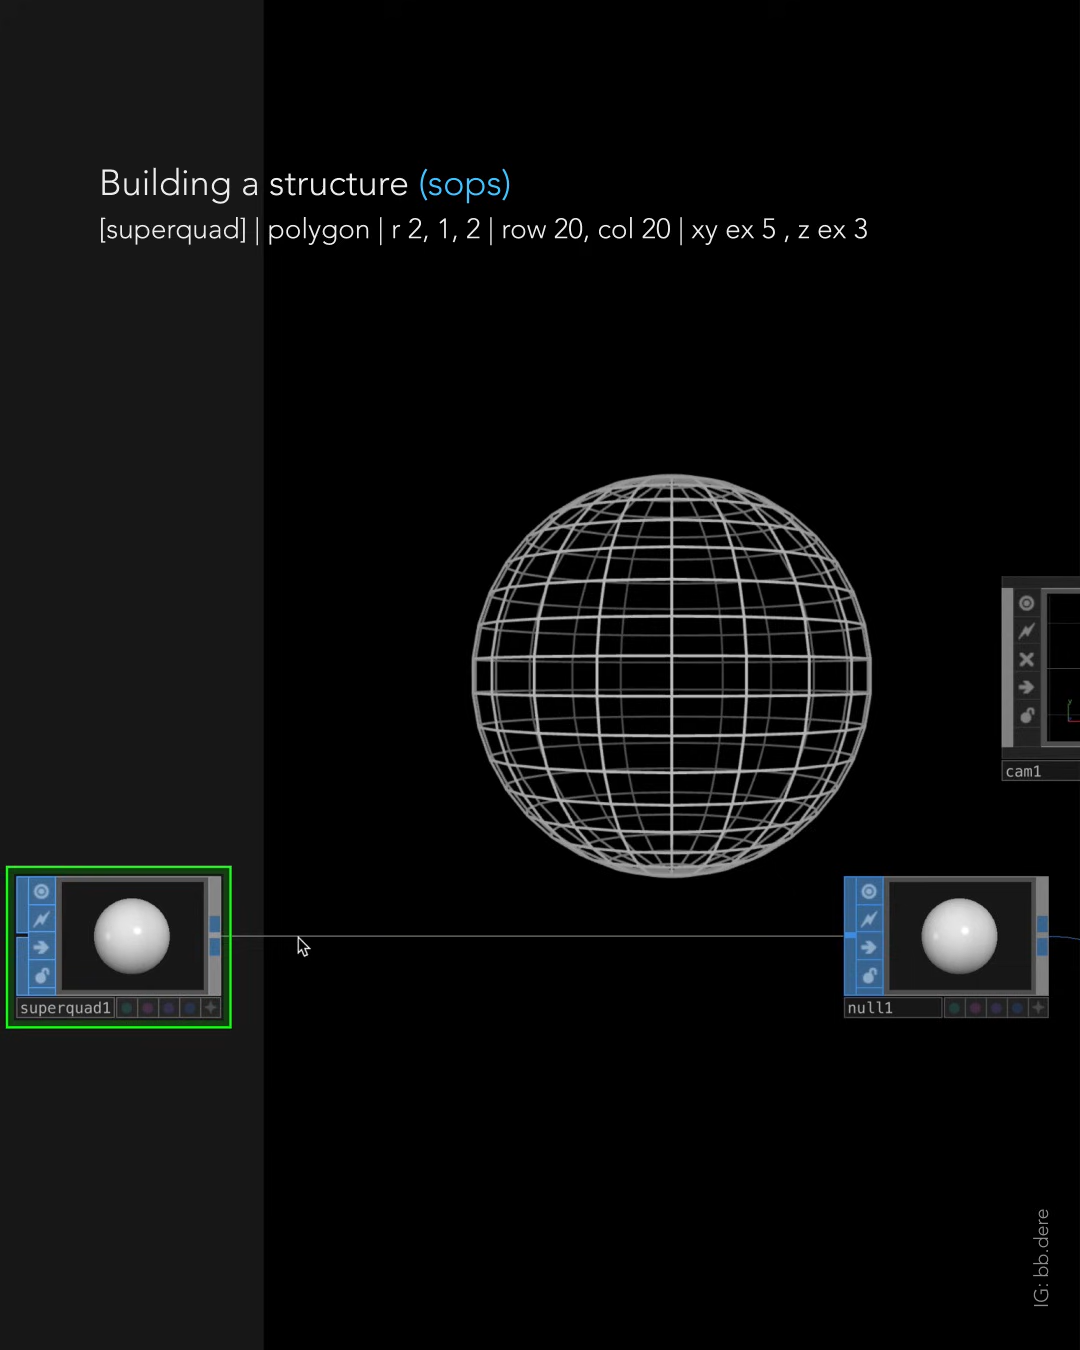 Building a structure (sops)
[superquad] | polygon | r 2, 1, 2 | row 20, col 20 | xy ex 5 , z ex 3
cam1
superquad1
null1
IG: bb.dere